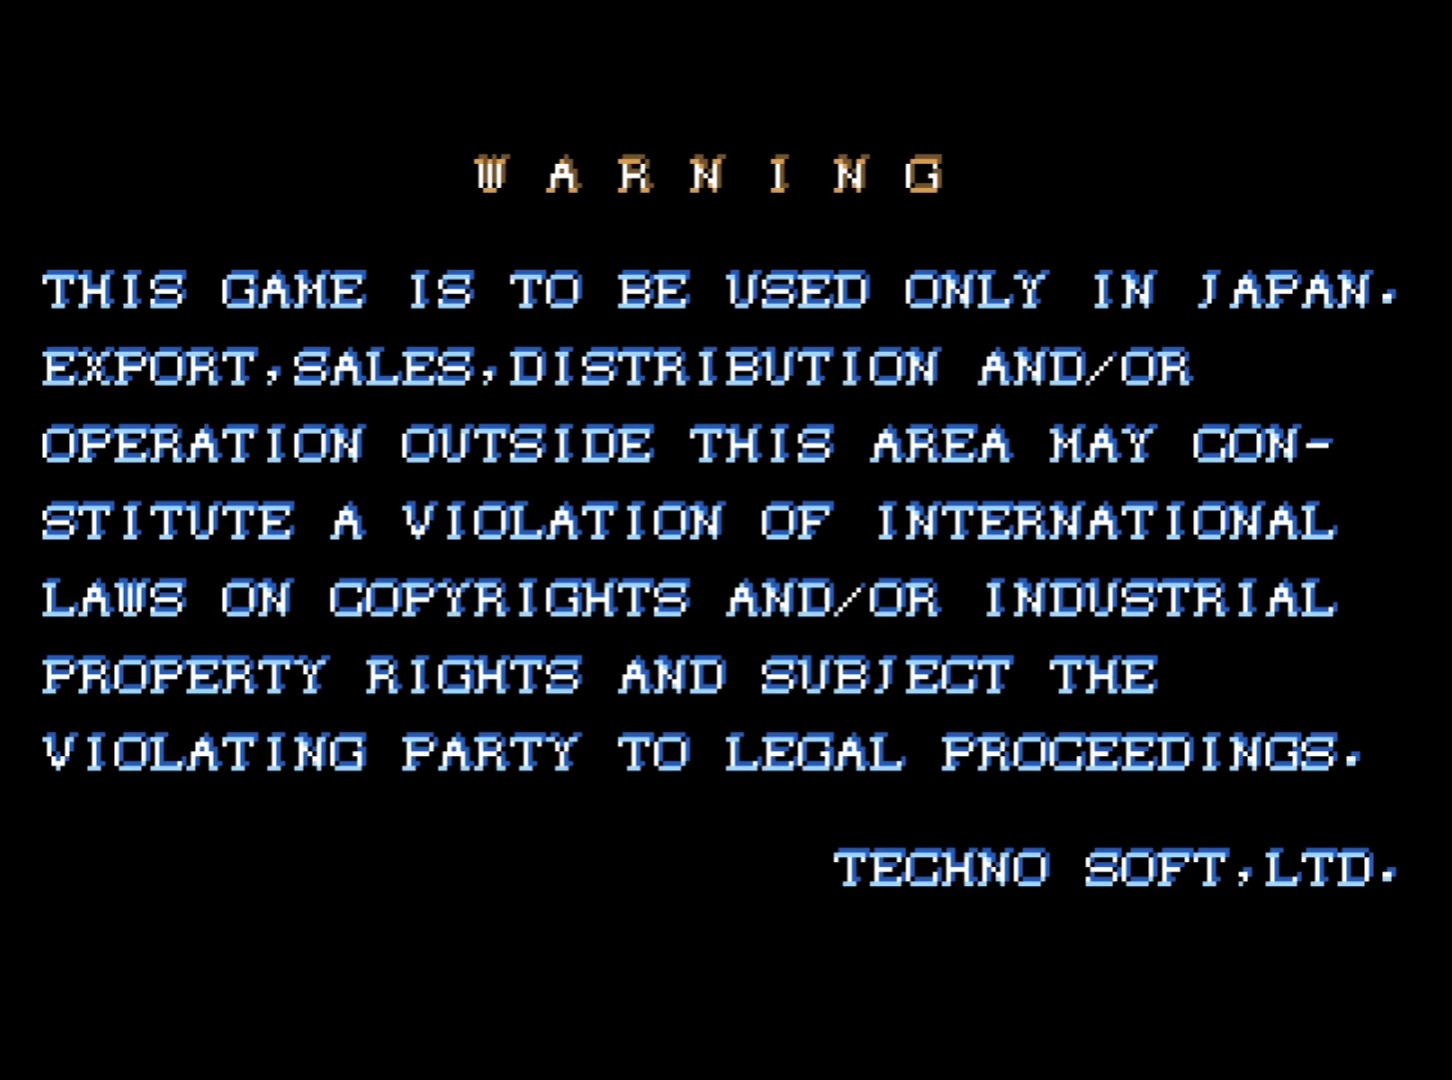 W A R N I N G
THIS GAME IS TO BE USED ONLY IN JAPAN.
EXPORT,SALES,DISTRIBUTION AND/OR
OPERATION OUTSIDE THIS AREA MAY CON-
STITUTE A VIOLATION OF INTERNATIONAL
LAWS ON COPYRIGHTS AND/OR INDUSTRIAL
PROPERTY RIGHTS AND SUBJECT THE
VIOLATING PARTY TO LEGAL PROCEEDINGS.
TECHNO SOFT,LTD.